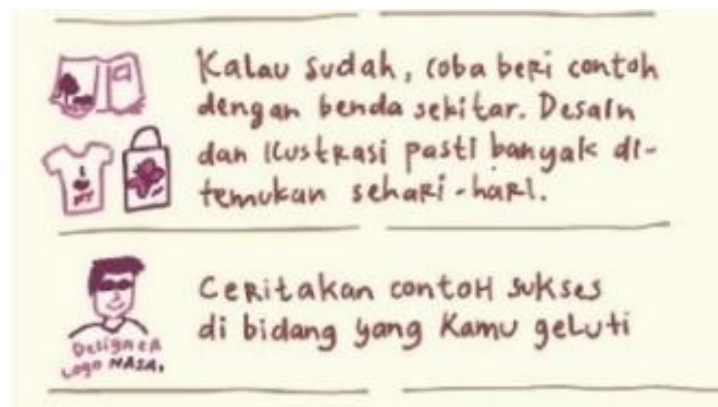 Kalau sudah, coba beri contoh
dengan benda sekitar. Desain
dan ilustrasi pasti banyak di-
temukan sehari-hari.
I ❤ NY
Ceritakan contoh sukses
di bidang yang kamu geluti
Designer
Logo NASA.